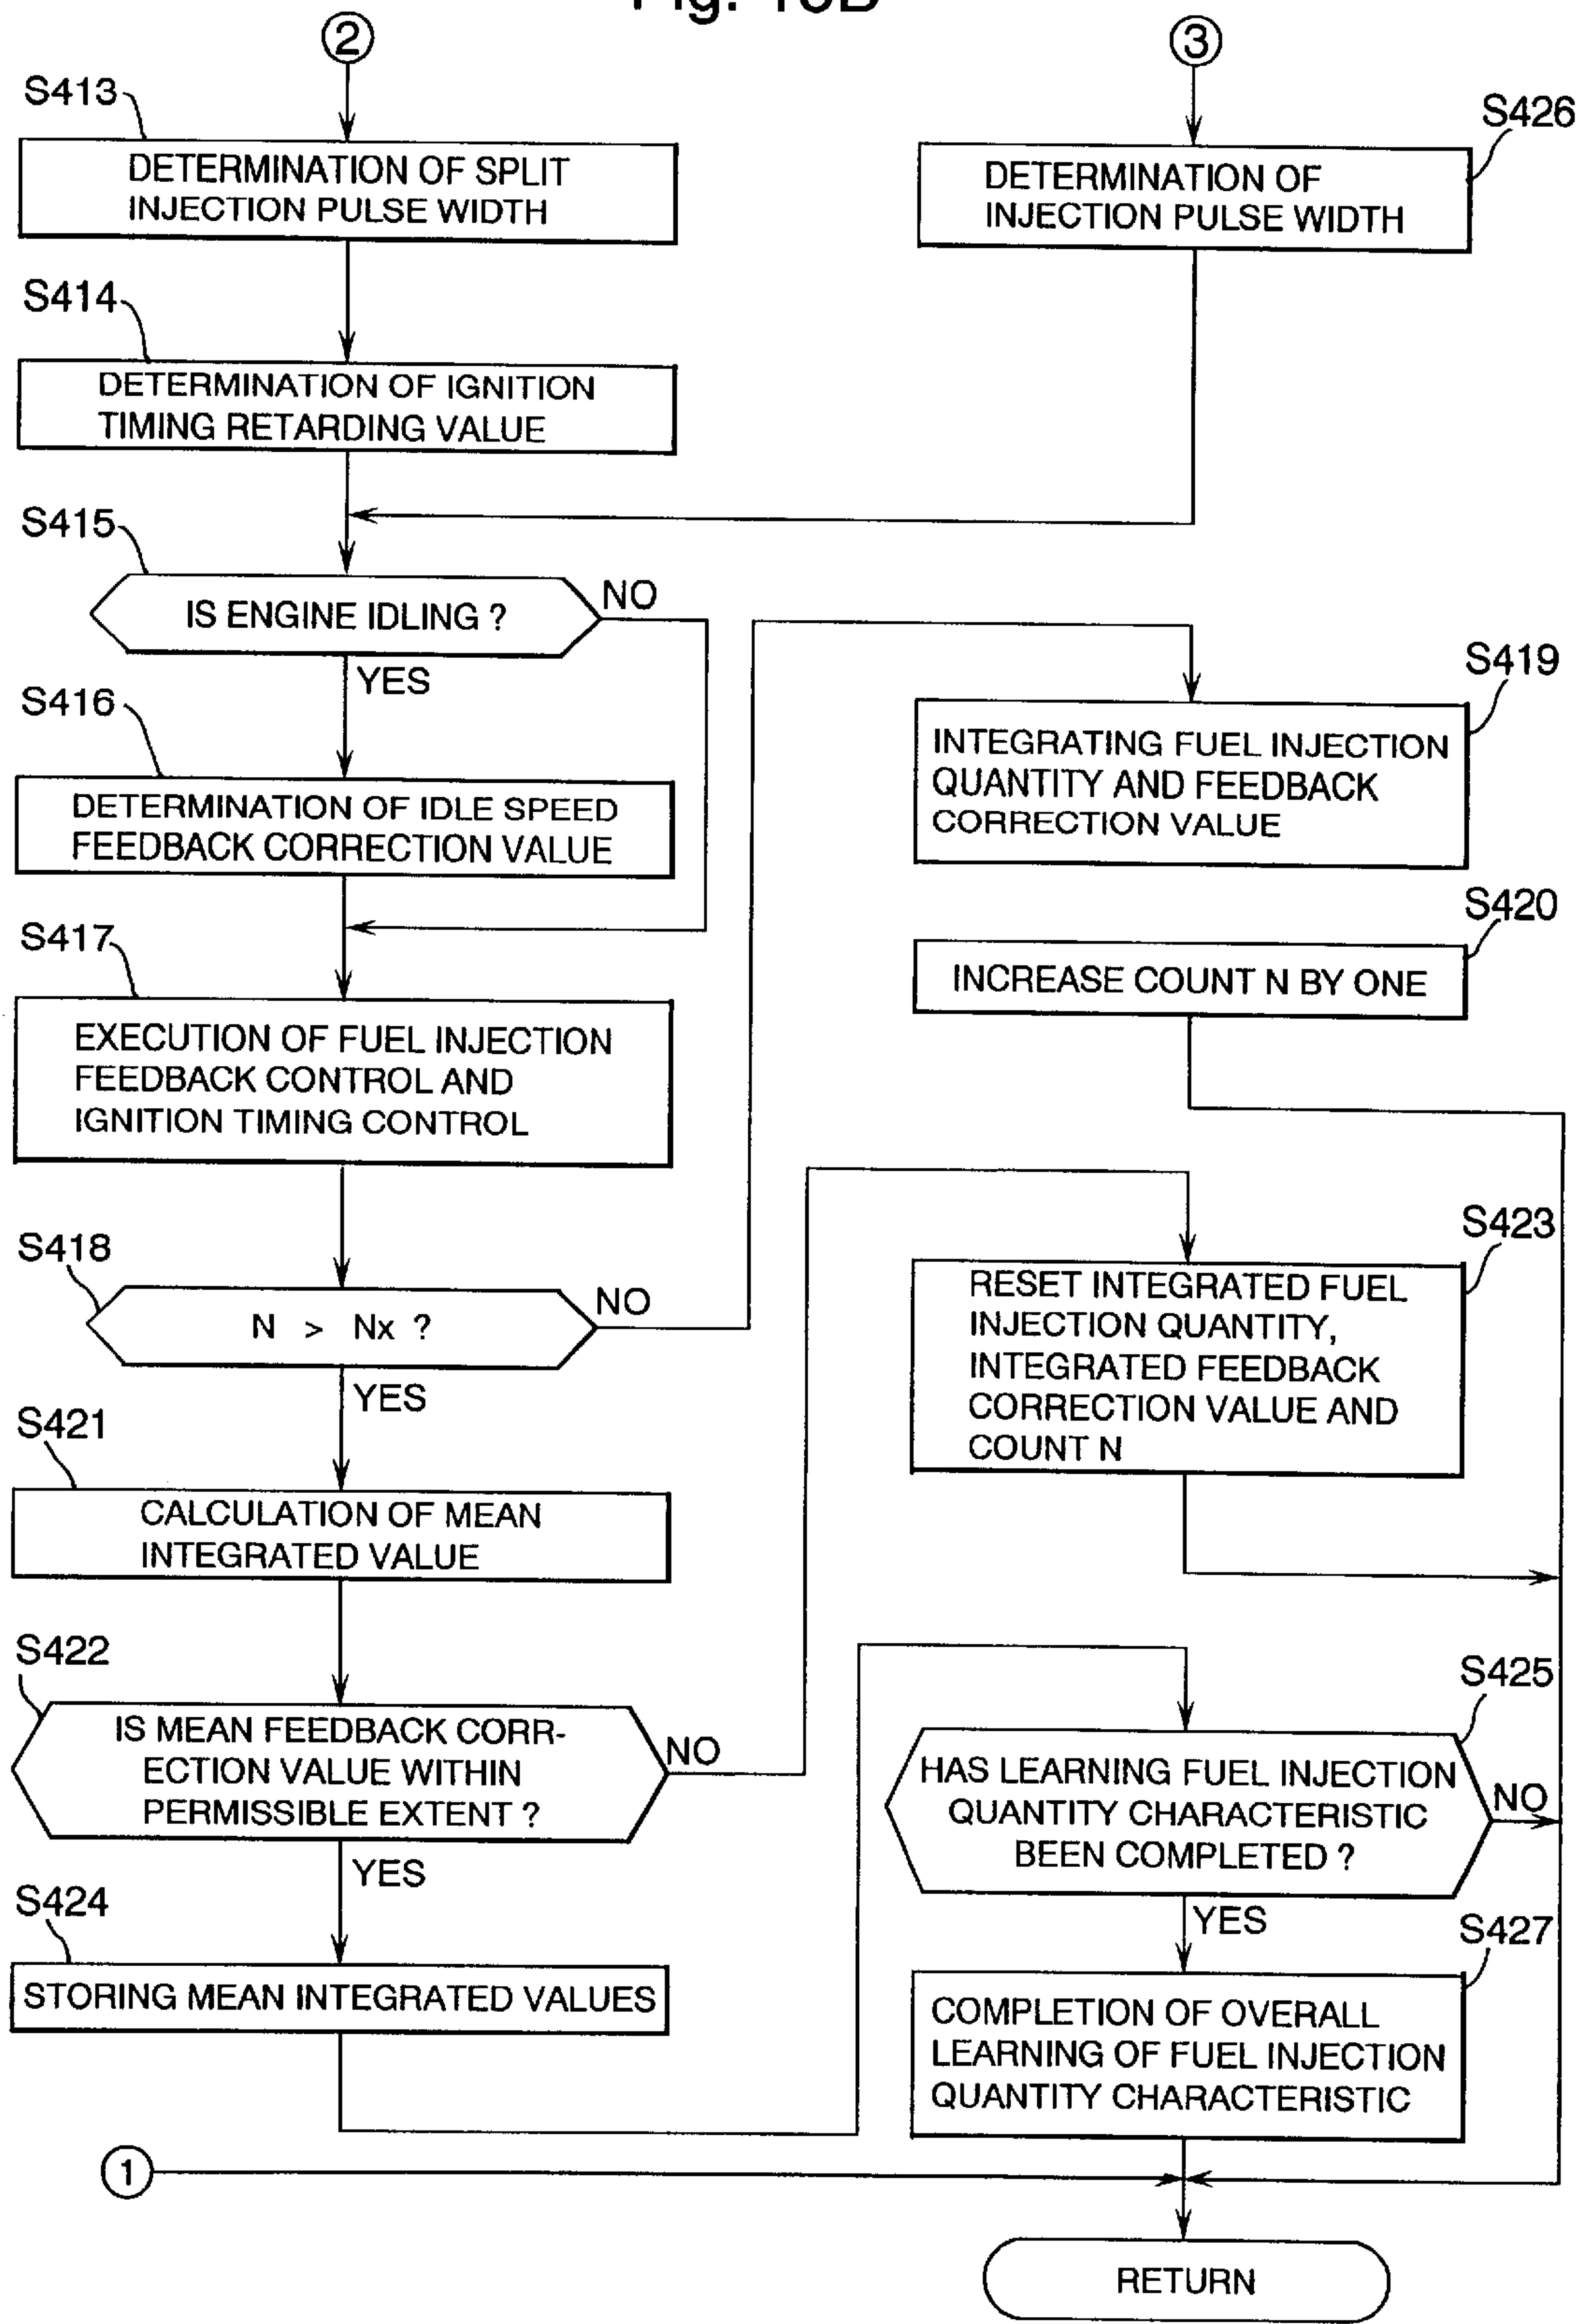 ②
③
S413
DETERMINATION OF SPLIT
INJECTION PULSE WIDTH
S426
DETERMINATION OF
INJECTION PULSE WIDTH
S414
DETERMINATION OF IGNITION
TIMING RETARDING VALUE
S415
IS ENGINE IDLING ?
NO
YES
S416
DETERMINATION OF IDLE SPEED
FEEDBACK CORRECTION VALUE
S419
INTEGRATING FUEL INJECTION
QUANTITY AND FEEDBACK
CORRECTION VALUE
S417
EXECUTION OF FUEL INJECTION
FEEDBACK CONTROL AND
IGNITION TIMING CONTROL
S420
INCREASE COUNT N BY ONE
S418
N > Nx ?
NO
YES
S423
RESET INTEGRATED FUEL
INJECTION QUANTITY,
INTEGRATED FEEDBACK
CORRECTION VALUE AND
COUNT N
S421
CALCULATION OF MEAN
INTEGRATED VALUE
S422
IS MEAN FEEDBACK CORR-
ECTION VALUE WITHIN
PERMISSIBLE EXTENT ?
NO
YES
S425
HAS LEARNING FUEL INJECTION
QUANTITY CHARACTERISTIC
BEEN COMPLETED ?
NO
YES
S424
STORING MEAN INTEGRATED VALUES
S427
COMPLETION OF OVERALL
LEARNING OF FUEL INJECTION
QUANTITY CHARACTERISTIC
①
RETURN